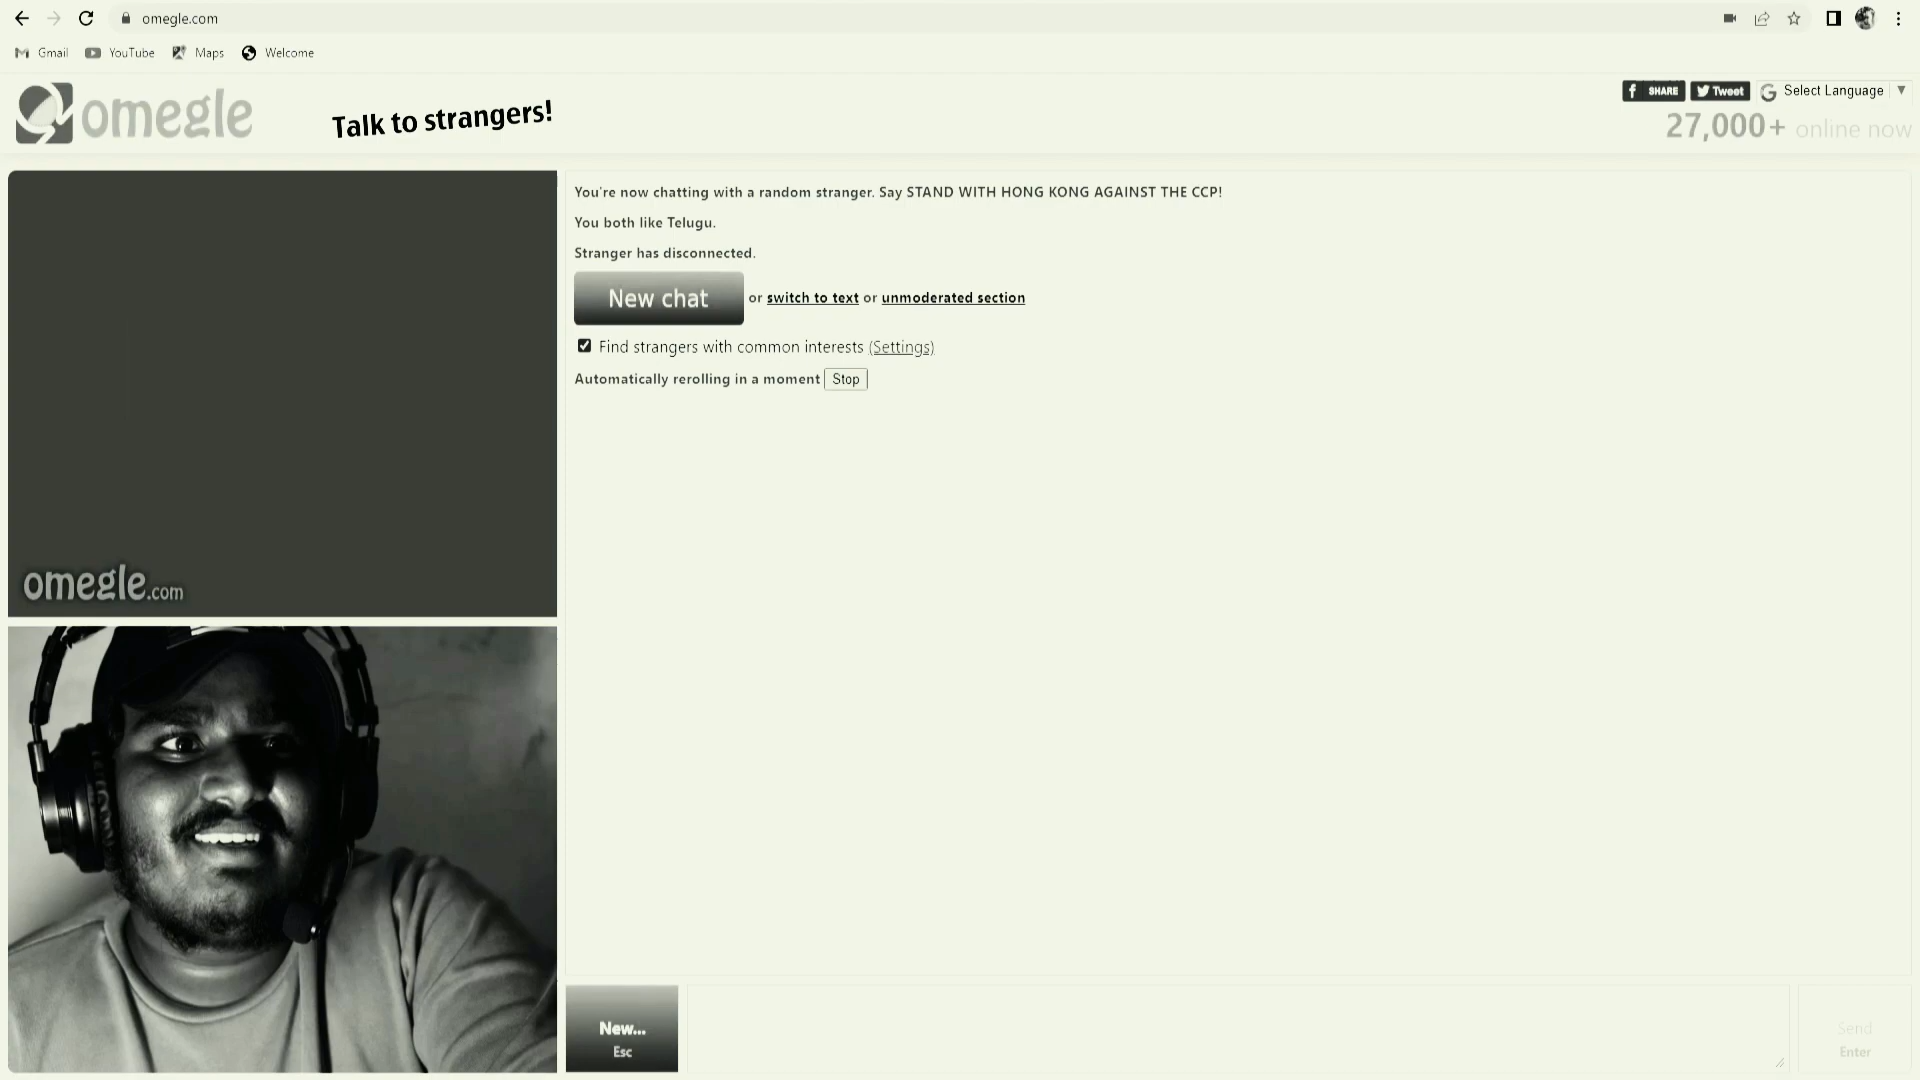 omegle.com
Gmail YouTube Maps Welcome
omegle
Talk to strangers!
SHARE Tweet Select Language ▼
27,000+ online now
You're now chatting with a random stranger. Say STAND WITH HONG KONG AGAINST THE CCP!
You both like Telugu.
Stranger has disconnected.
New chat or switch to text or unmoderated section
Find strangers with common interests (Settings)
Automatically rerolling in a moment Stop
omegle.com
New...
Esc
Send
Enter